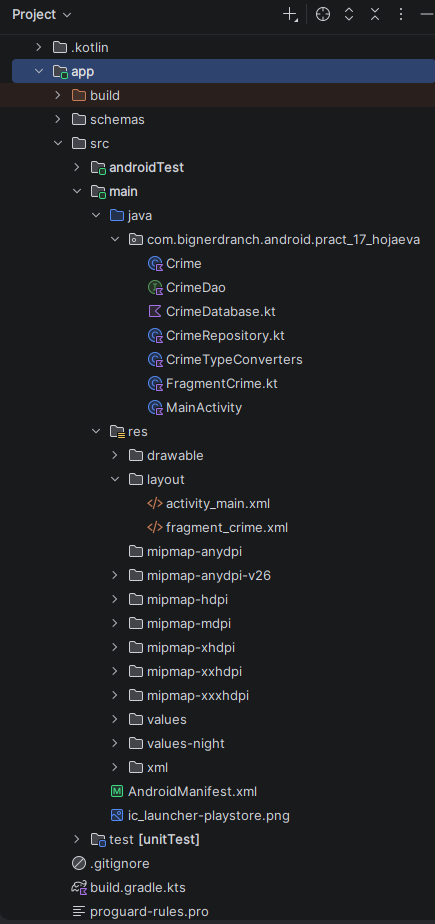 Project
.kotlin
app
build
schemas
src
androidTest
main
java
com.bignerdranch.android.pract_17_hojaeva
Crime
CrimeDao
CrimeDatabase.kt
CrimeRepository.kt
CrimeTypeConverters
FragmentCrime.kt
MainActivity
res
drawable
layout
activity_main.xml
fragment_crime.xml
mipmap-anydpi
mipmap-anydpi-v26
mipmap-hdpi
mipmap-mdpi
mipmap-xhdpi
mipmap-xxhdpi
mipmap-xxxhdpi
values
values-night
xml
AndroidManifest.xml
ic_launcher-playstore.png
test [unitTest]
.gitignore
build.gradle.kts
proguard-rules.pro